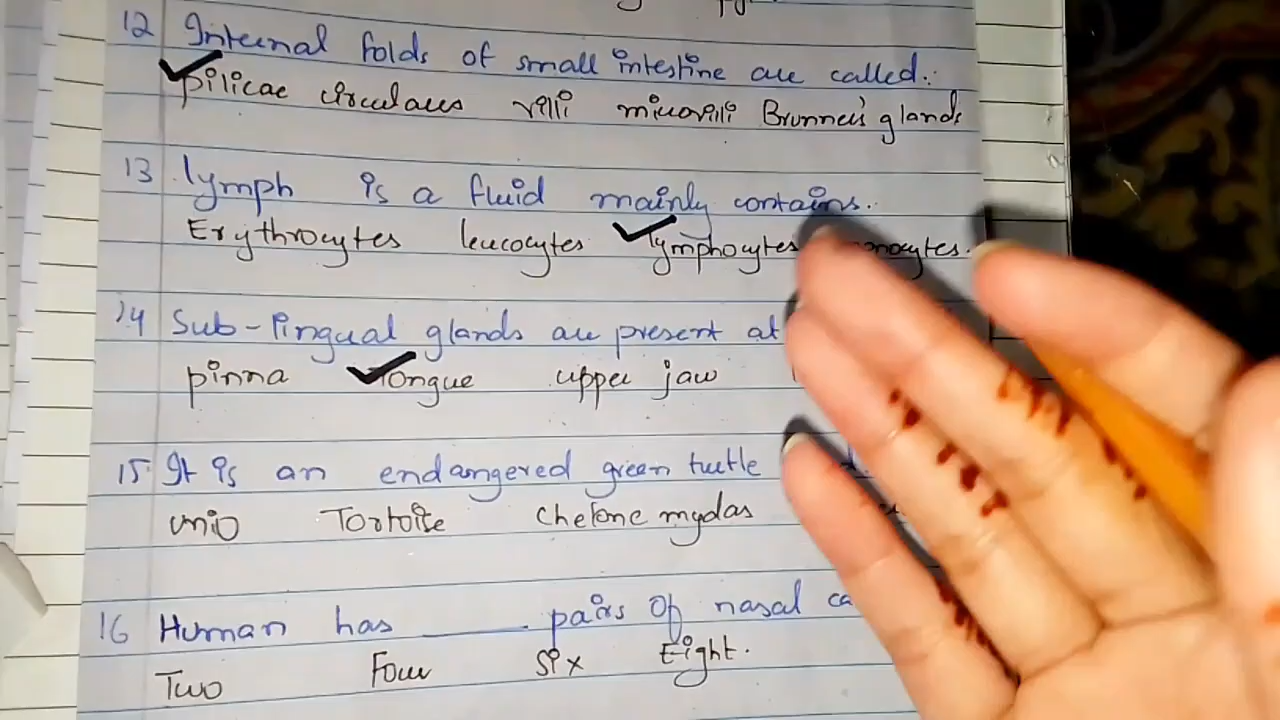 12 Internal folds of small intestine are called.
pilicae circulares villi microvilli Brunner's glands
13 lymph is a fluid mainly contains..
Erythrocytes leucocytes lymphocytes monocytes.
14 Sub-lingual glands are present at
pinna Tongue upper jaw
15. It is an endangered green turtle
unio Tortoise Chelone mydas
16 Human has ____ pairs of nasal
Two Four Six Eight.